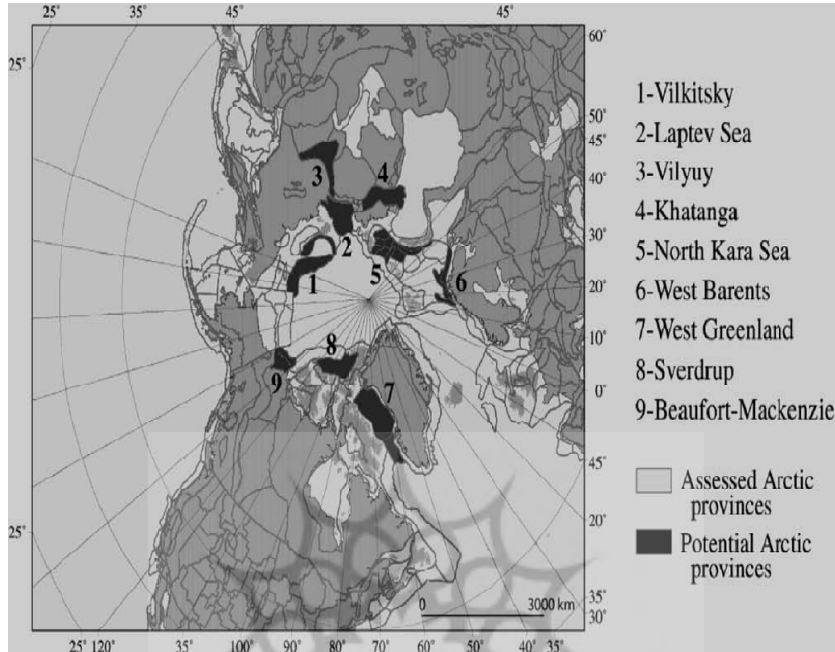 25° 45° 45°
60°
25°
50°
45°
40°
30°
20°
10°
0°
45°
20°
35°
30°
25°
3
4
2
5
1
6
8
9
7
0 3000 km
25° 120° 110° 100° 90° 80° 70° 60° 50° 40° 35°
1-Vilkitsky
2-Laptev Sea
3-Vilyuy
4-Khatanga
5-North Kara Sea
6-West Barents
7-West Greenland
8-Sverdrup
9-Beaufort-Mackenzie
Assessed Arctic
provinces
Potential Arctic
provinces